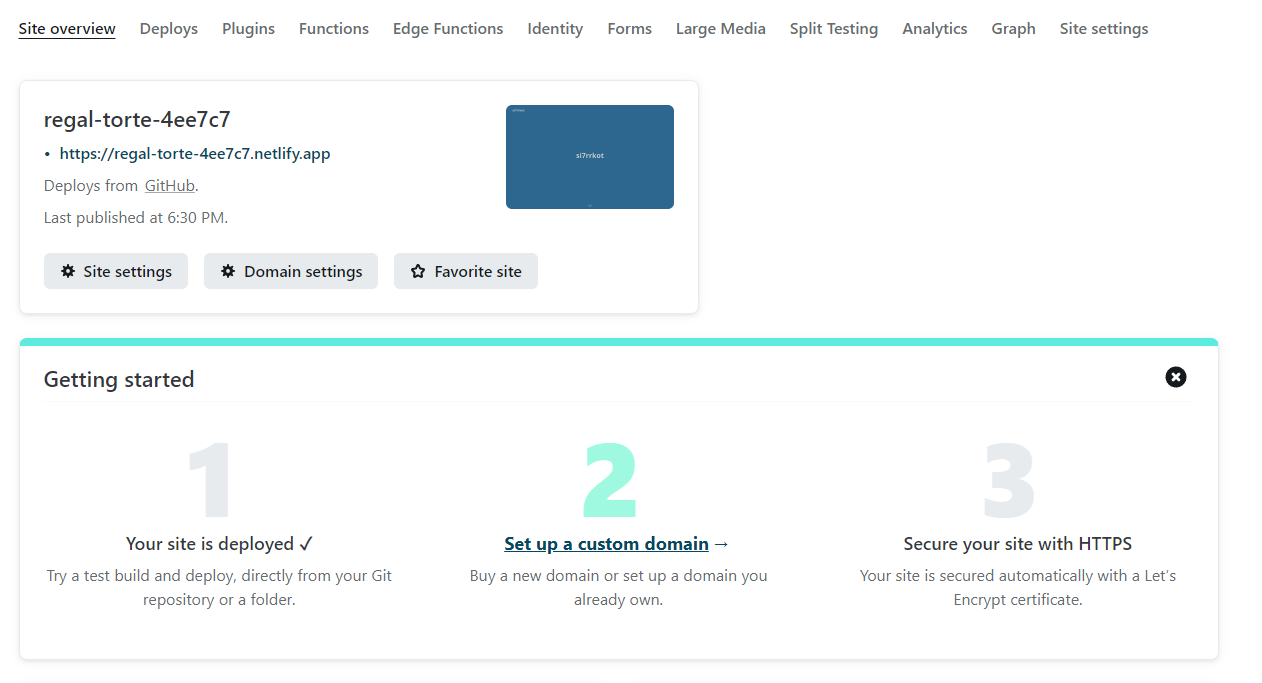 Site overview Deploys Plugins Functions Edge Functions Identity Forms Large Media Split Testing Analytics Graph Site settings
regal-torte-4ee7c7
• https://regal-torte-4ee7c7.netlify.app
Deploys from GitHub.
Last published at 6:30 PM.
si7rrkot
Site settings Domain settings Favorite site
Getting started
1 2 3
Your site is deployed ✓ Set up a custom domain → Secure your site with HTTPS
Try a test build and deploy, directly from your Git Buy a new domain or set up a domain you Your site is secured automatically with a Let's
repository or a folder. already own. Encrypt certificate.